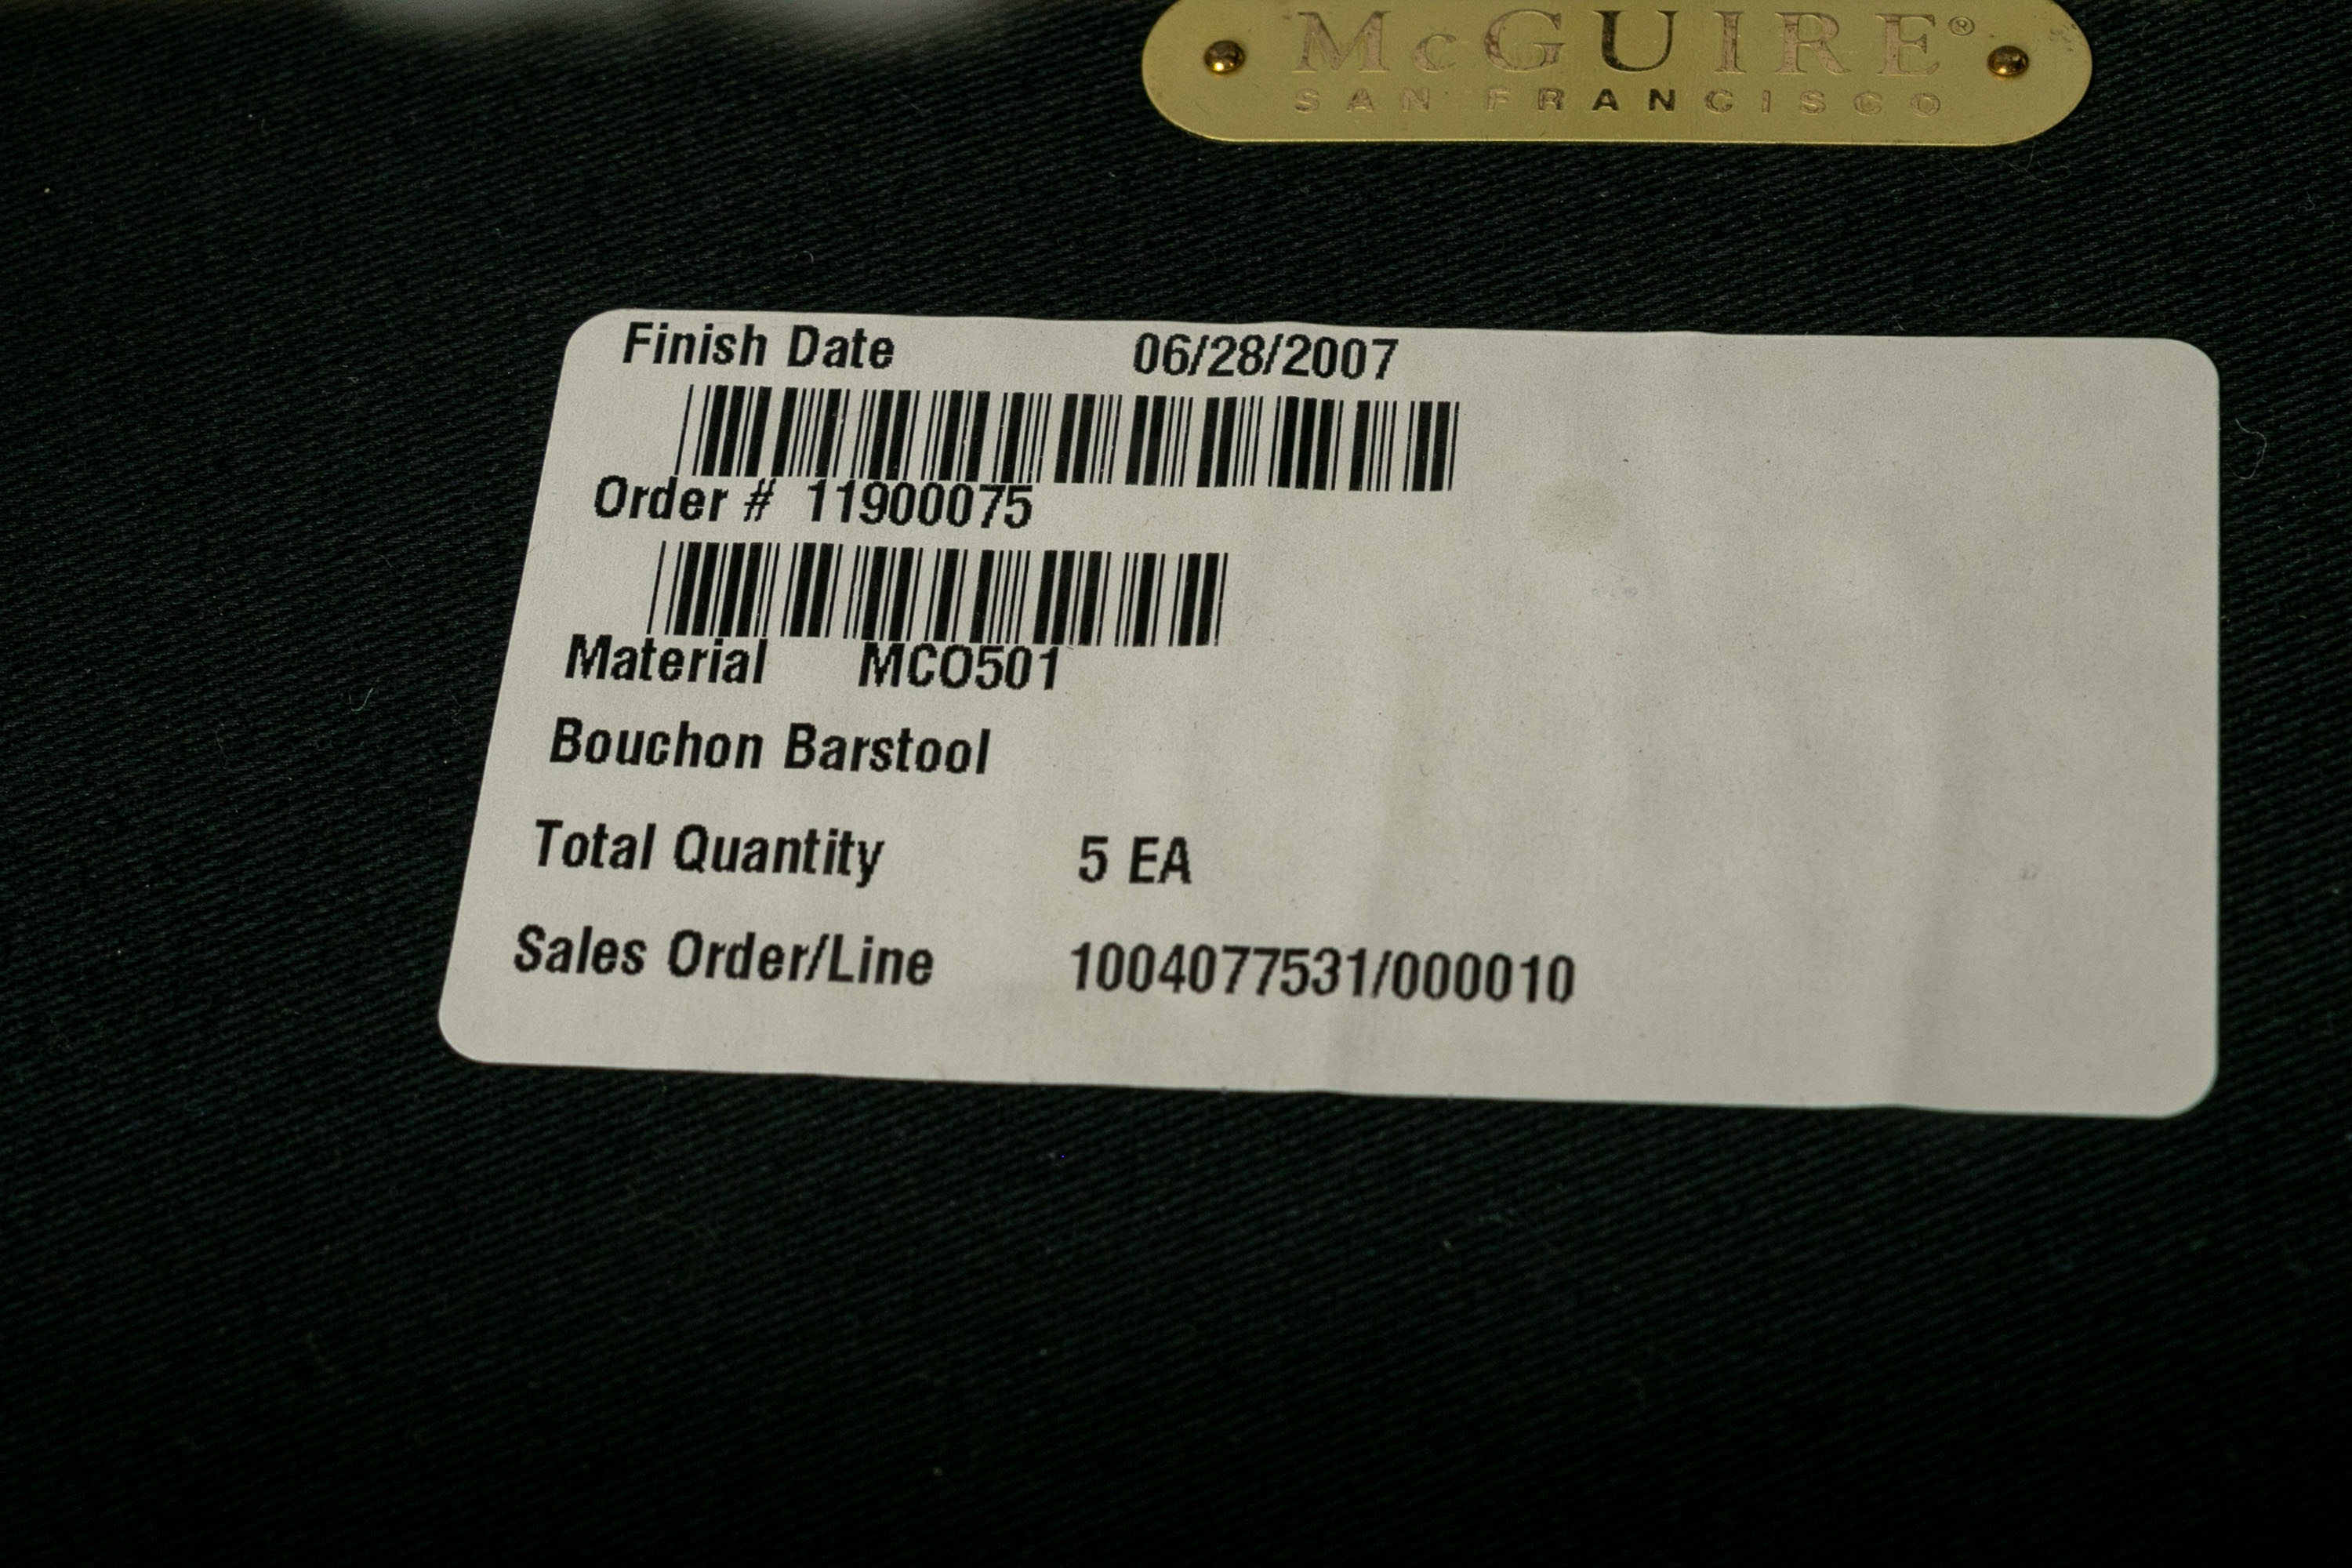 McGUIRE®
SAN FRANCISCO
Finish Date 06/28/2007
Order # 11900075
Material MCO501
Bouchon Barstool
Total Quantity 5 EA
Sales Order/Line 1004077531/000010